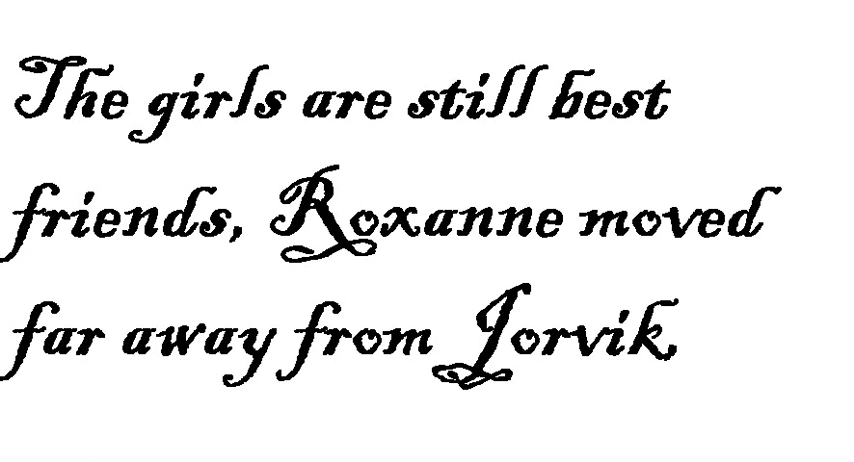 The girls are still best
friends, Roxanne moved
far away from Jorvik,